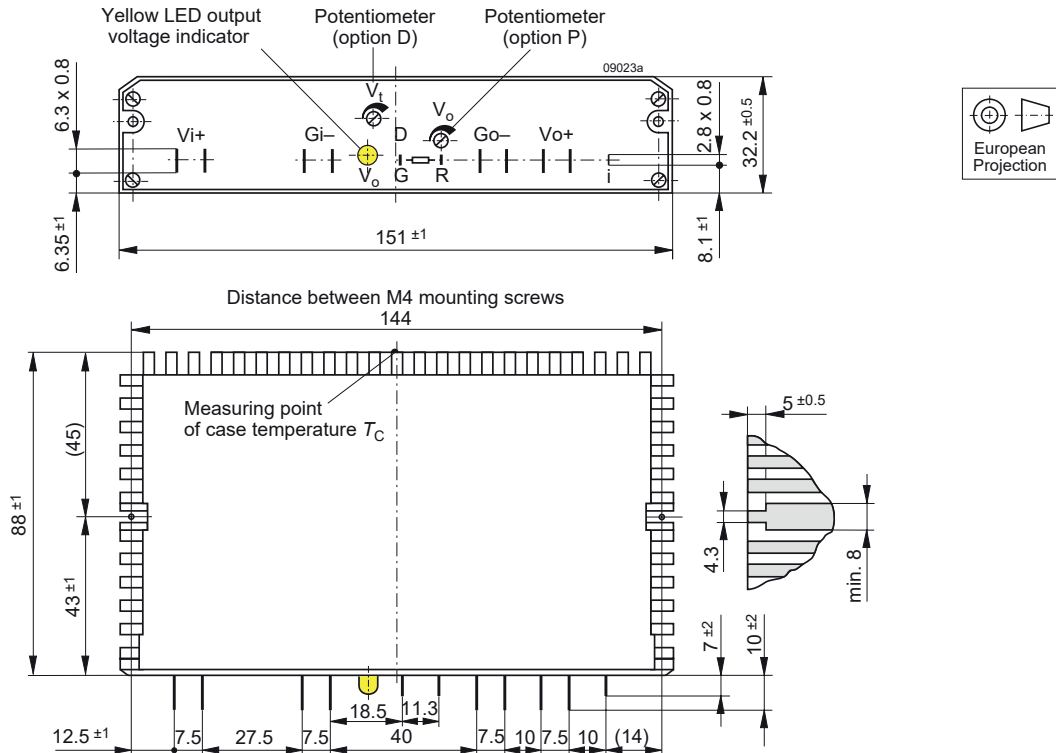 Yellow LED output
voltage indicator
Potentiometer
(option D)
Potentiometer
(option P)
09023a
6.3 x 0.8
6.35 ±1
Vi+
Gi–
Vt
Vo
D
G
R
Vo
Go–
Vo+
i
2.8 x 0.8
32.2 ±0.5
8.1 ±1
151 ±1
European
Projection
Distance between M4 mounting screws
144
Measuring point
of case temperature TC
88 ±1
(45)
43 ±1
5 ±0.5
4.3
min. 8
7 ±2
10 ±2
18.5
11.3
12.5 ±1
7.5
27.5
7.5
40
7.5
10
7.5
10
(14)